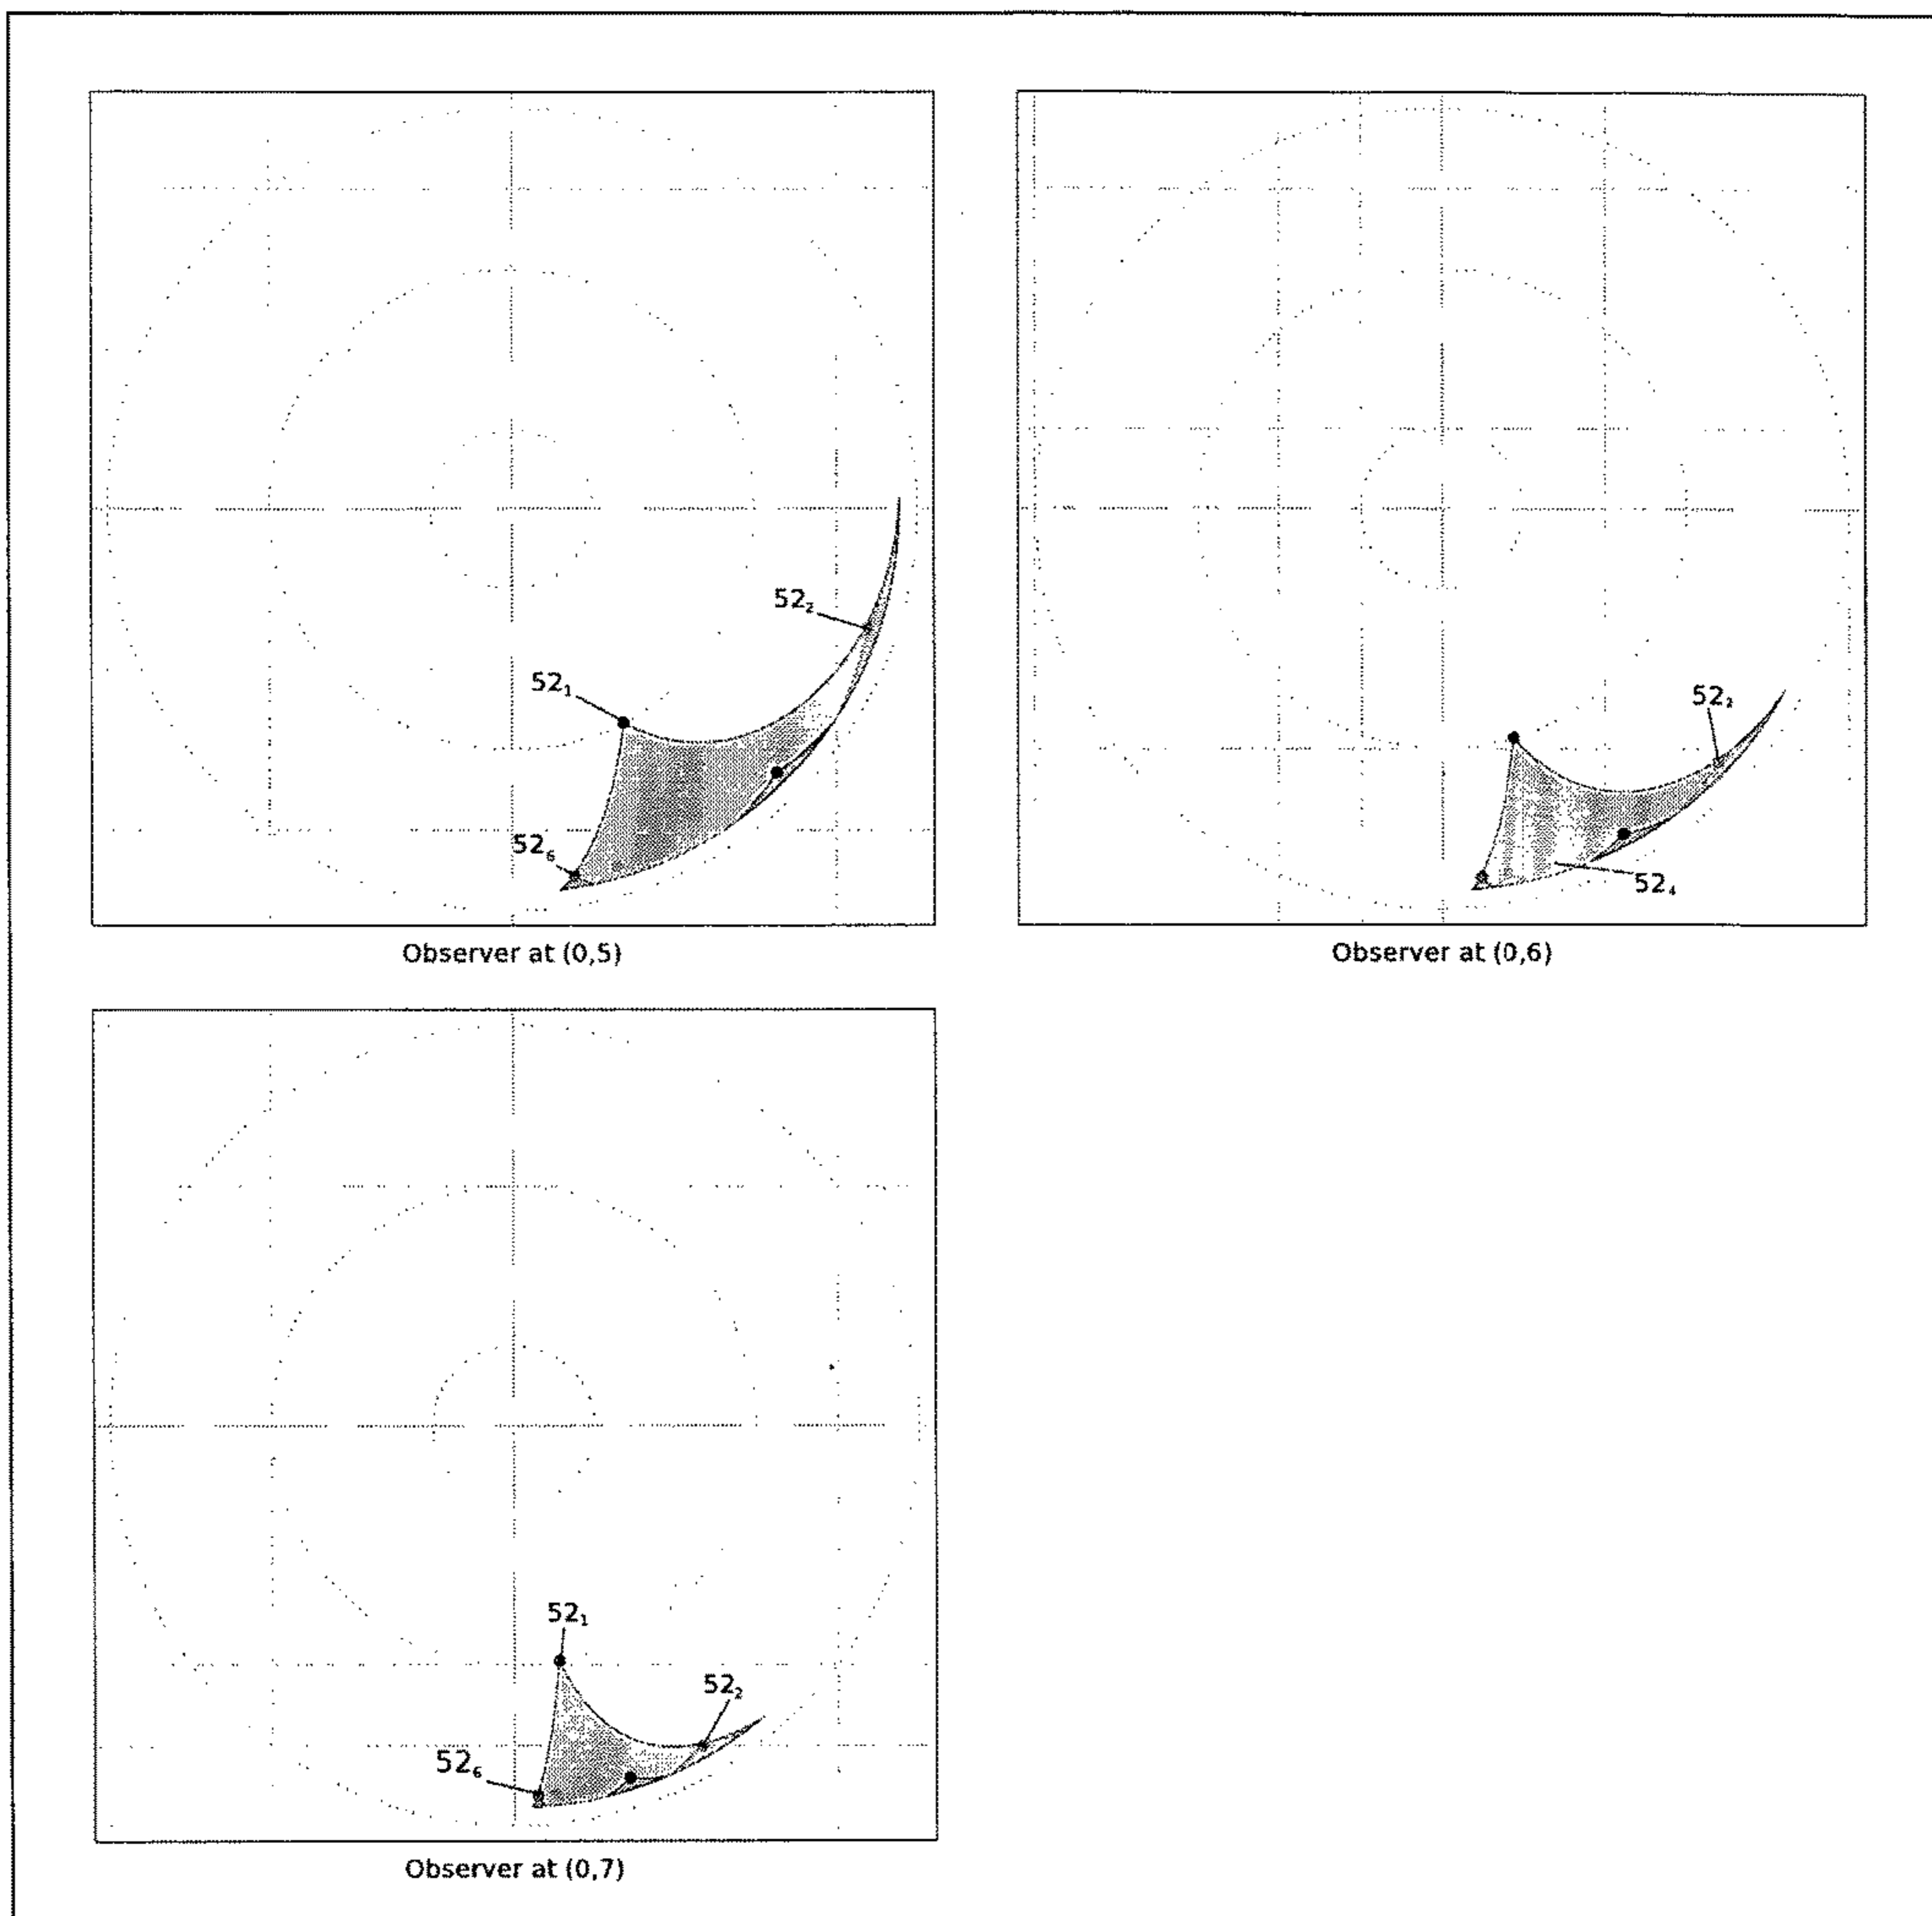 52₂
52₁
52₆
Observer at (0,5)
52₂
52₄
Observer at (0,6)
52₁
52₂
52₆
Observer at (0,7)